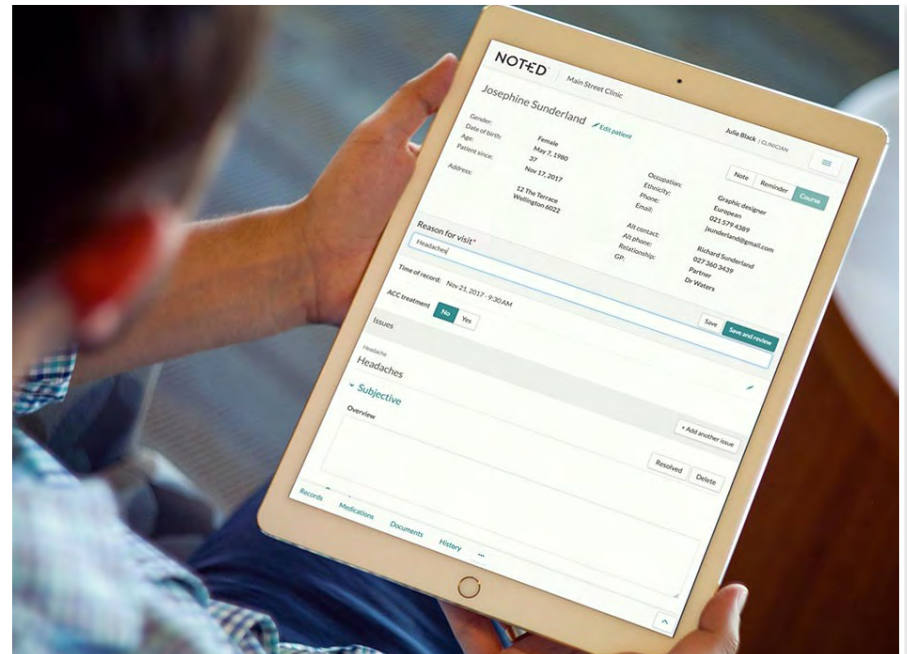 NOTED
Main Street Clinic
Julie Black | CLINICIAN
Josephine Sunderland Edit patient
Note Reminder Course
Gender: Female
Date of birth: May 7, 1980
Age: 37
Patient since: Nov 17, 2017
Address: 12 The Terrace
Wellington 6022
Occupation: Graphic designer
Ethnicity: European
Phone: 021 579 4389
Email: jsunderland@gmail.com
Alt contact: Richard Sunderland
Alt phone: 027 360 3439
Relationship: Partner
GP: Dr Waters
Reason for visit*
Headaches
Time of record: Nov 21, 2017 - 9:30 AM
Save Save and review
ACC treatment No Yes
Issues
+ Add another issue
Headache
Headaches
Resolved Delete
Subjective
Overview
Records Medications Documents History ...